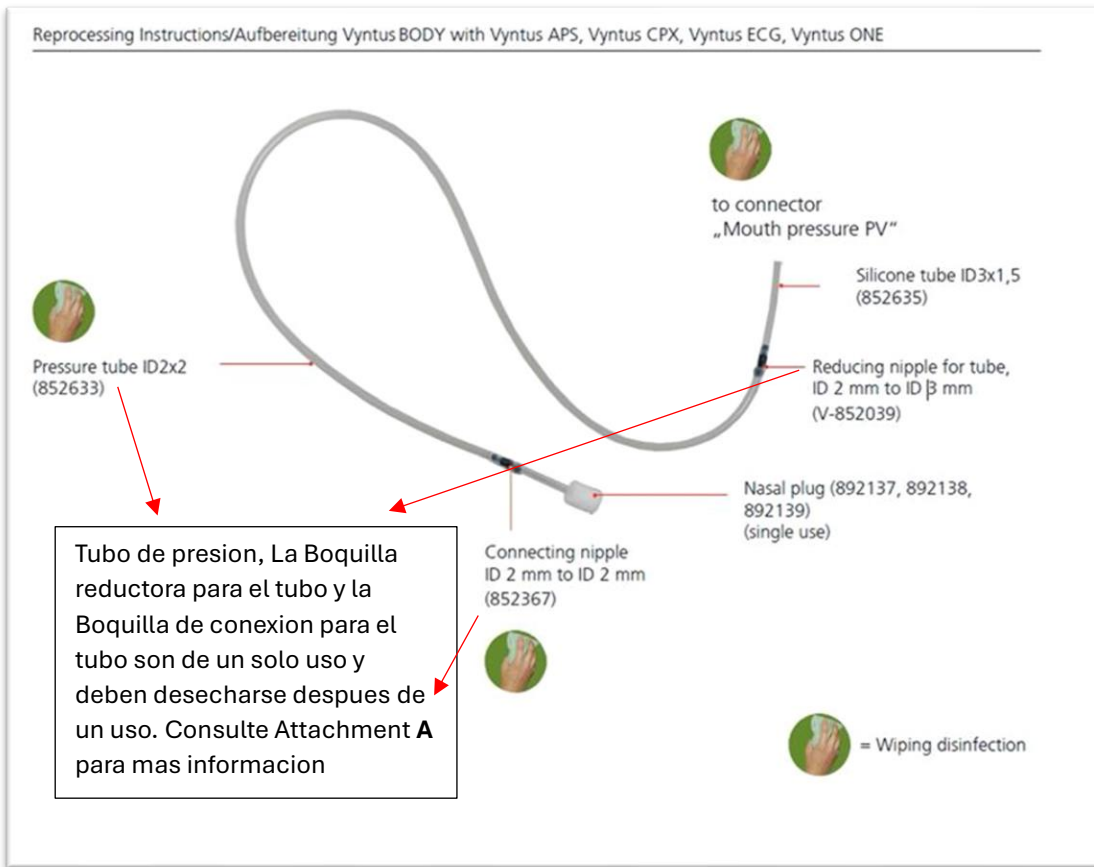 Reprocessing Instructions/Aufbereitung Vyntus BODY with Vyntus APS, Vyntus CPX, Vyntus ECG, Vyntus ONE
to connector
„Mouth pressure PV“
Silicone tube ID3x1,5
(852635)
Pressure tube ID2x2
(852633)
Reducing nipple for tube,
ID 2 mm to ID 3 mm
(V-852039)
Nasal plug (892137, 892138,
892139)
(single use)
Connecting nipple
ID 2 mm to ID 2 mm
(852367)
Tubo de presion, La Boquilla
reductora para el tubo y la
Boquilla de conexion para el
tubo son de un solo uso y
deben desecharse despues de
un uso. Consulte Attachment A
para mas informacion
= Wiping disinfection